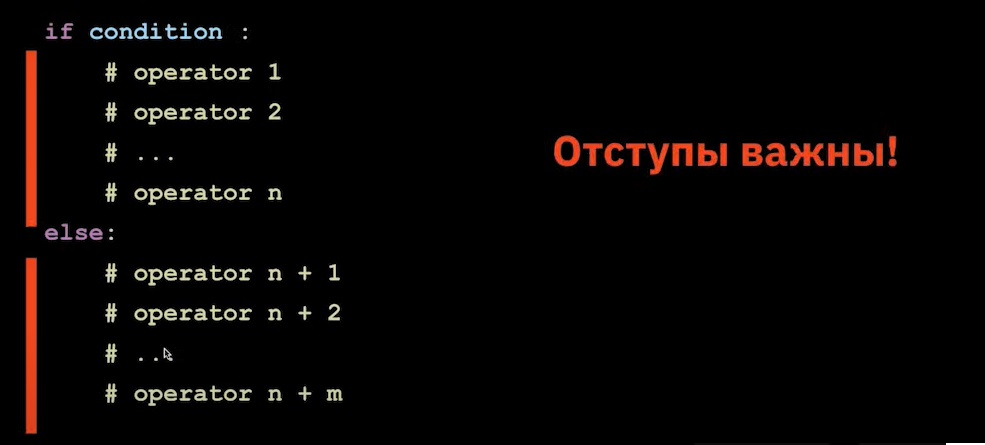 if condition :
# operator 1
# operator 2
# ...
# operator n
else:
# operator n + 1
# operator n + 2
# ...
# operator n + m
Отступы важны!